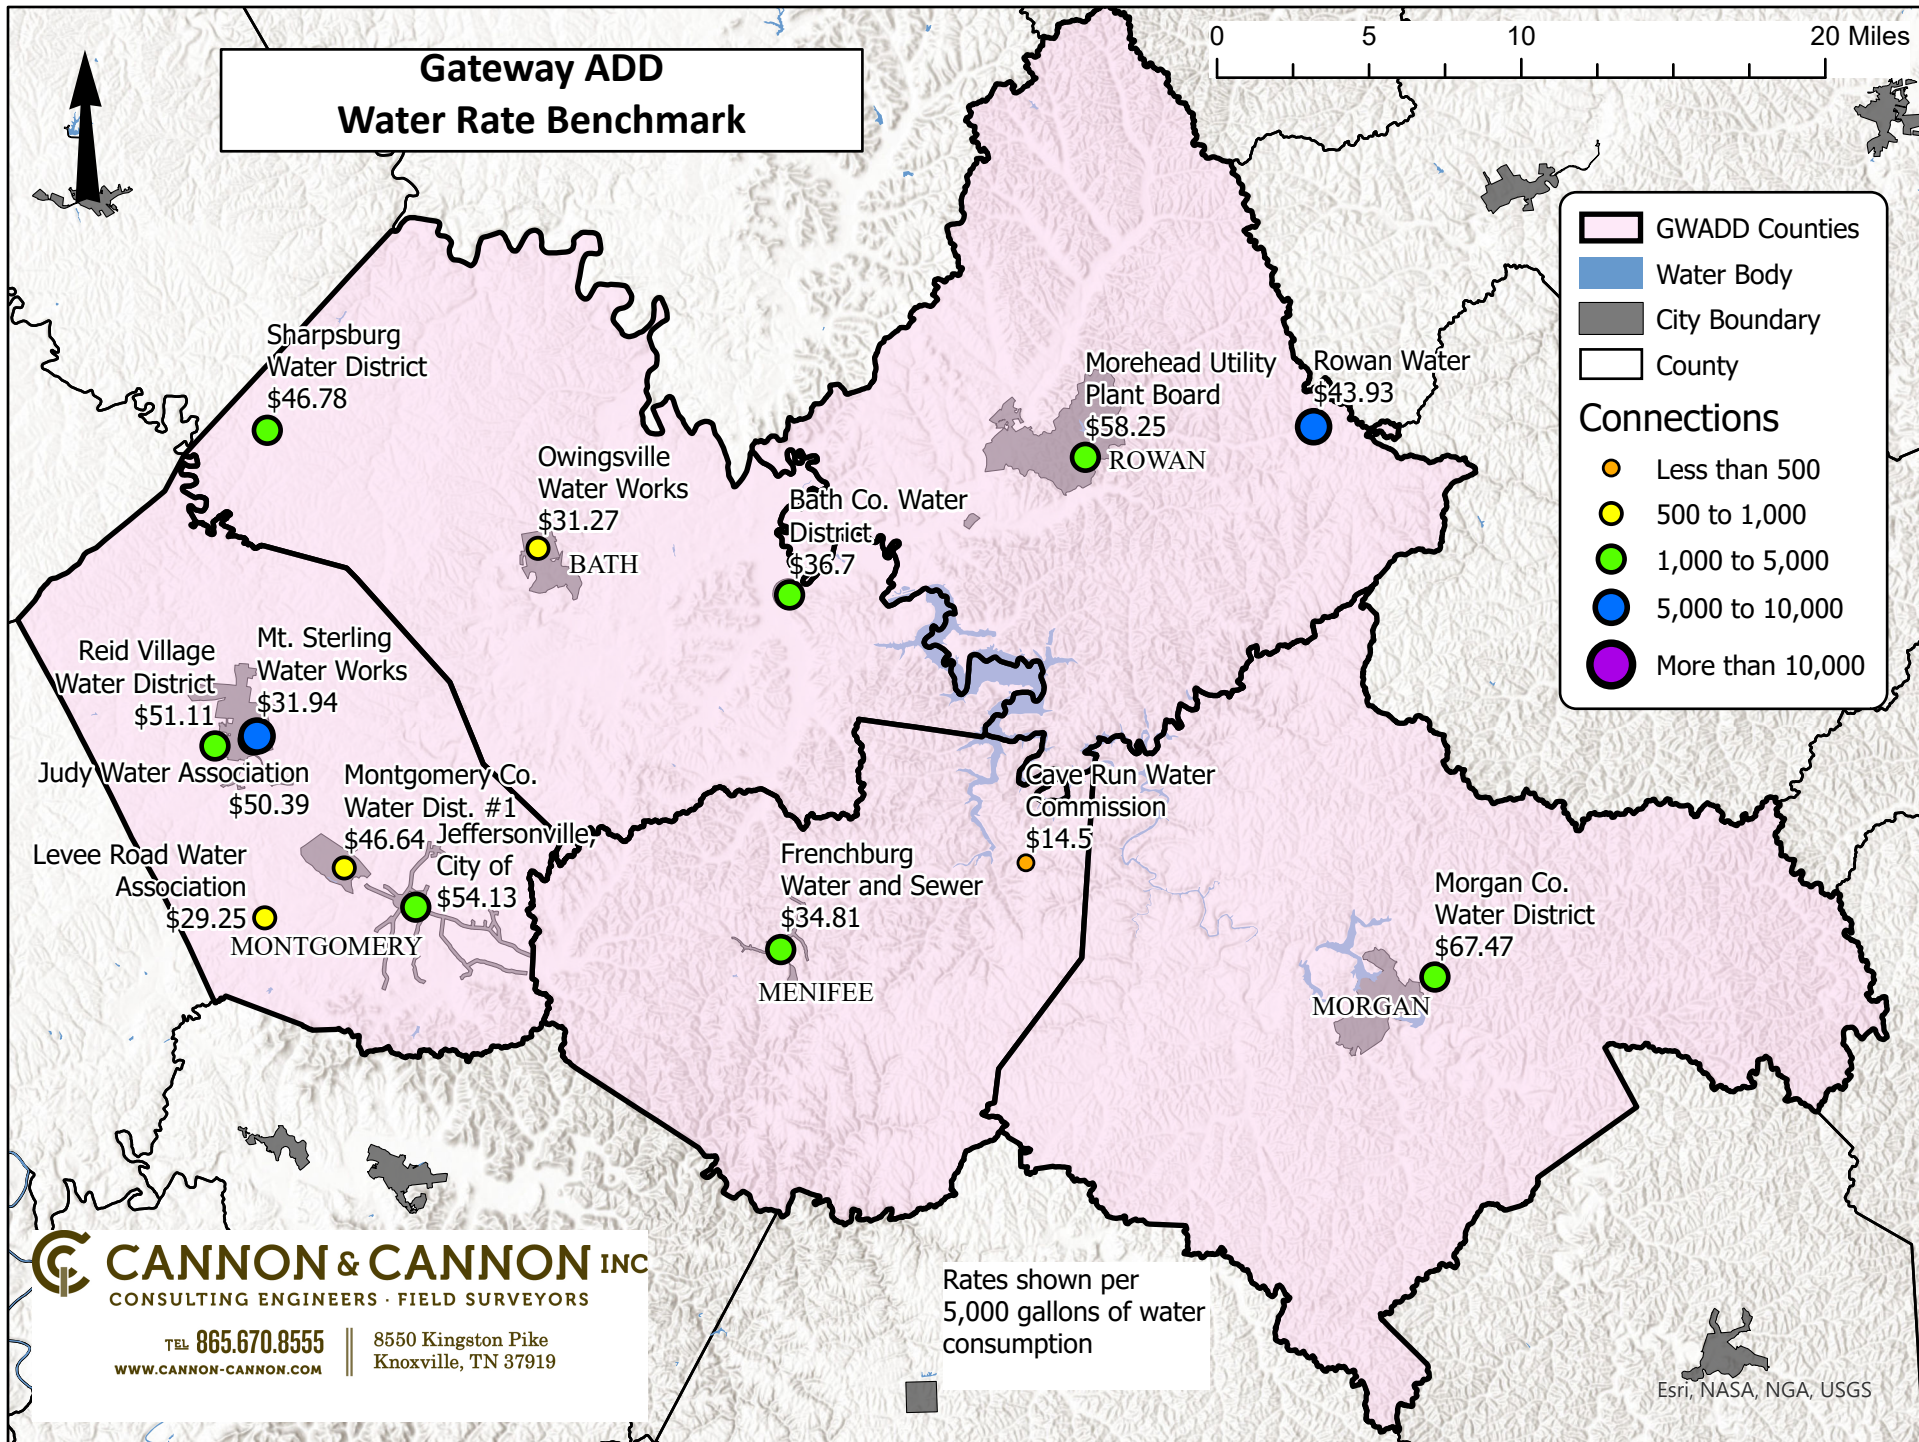 Gateway ADD
Water Rate Benchmark
0 5 10 20 Miles
GWADD Counties
Water Body
City Boundary
County
Connections
Less than 500
500 to 1,000
1,000 to 5,000
5,000 to 10,000
More than 10,000
Sharpsburg
Water District
$46.78
Owingsville
Water Works
$31.27
BATH
Bath Co. Water
District
$36.7
Morehead Utility
Plant Board
$58.25
ROWAN
Rowan Water
$43.93
Reid Village
Water District
$51.11
Mt. Sterling
Water Works
$31.94
Judy Water Association
$50.39
Montgomery Co.
Water Dist. #1
$46.64
Jeffersonville,
City of
$54.13
Levee Road Water
Association
$29.25
MONTGOMERY
Cave Run Water
Commission
$14.5
Frenchburg
Water and Sewer
$34.81
MENIFEE
Morgan Co.
Water District
$67.47
MORGAN
CANNON & CANNON INC
CONSULTING ENGINEERS · FIELD SURVEYORS
TEL 865.670.8555
WWW.CANNON-CANNON.COM
8550 Kingston Pike
Knoxville, TN 37919
Rates shown per
5,000 gallons of water
consumption
Esri, NASA, NGA, USGS